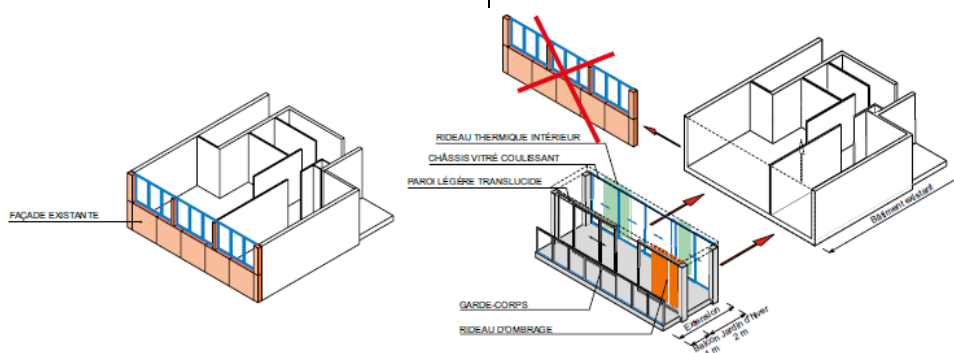 FAÇADE EXISTANTE
RIDEAU THERMIQUE INTÉRIEUR
CHÂSSIS VITRÉ COULISSANT
PAROI LÉGÈRE TRANSLUCIDE
GARDE-CORPS
RIDEAU D'OMBRAGE
Bâtiment existant
Extension
Balcon Jardin d'hiver
1 m 2 m